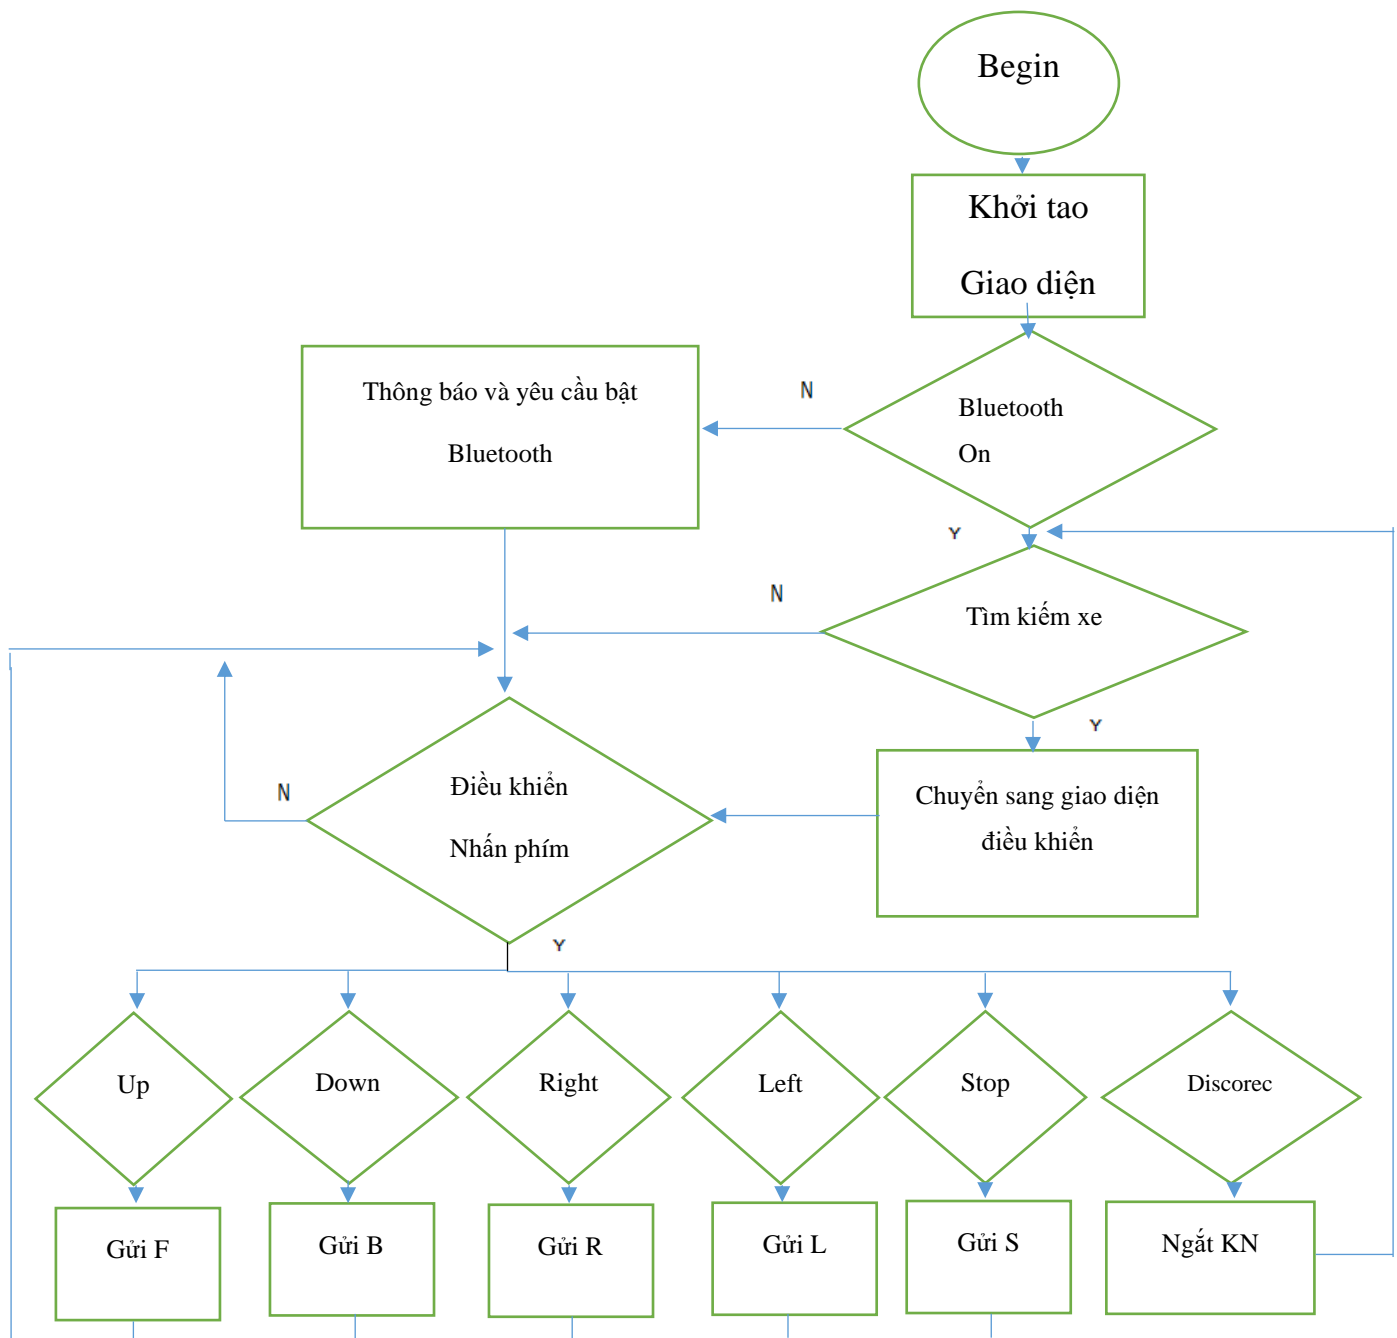 Begin
Khởi tao
Giao diện
Thông báo và yêu cầu bật
Bluetooth
N
Bluetooth
On
Y
N
Tìm kiếm xe
Y
Điều khiển
Nhấn phím
N
Chuyển sang giao diện
điều khiển
Y
Up
Down
Right
Left
Stop
Discorec
Gửi F
Gửi B
Gửi R
Gửi L
Gửi S
Ngắt KN